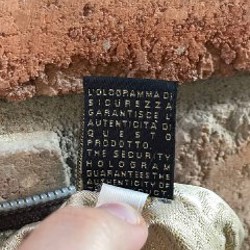 L'OLOGRAMMA DI
SICUREZZA
GARANTISCE L'
AUTENTICITÀ DI
QUESTO
PRODOTTO.
THE SECURITY
HOLOGRAM
GUARANTEES THE
AUTHENTICITY OF